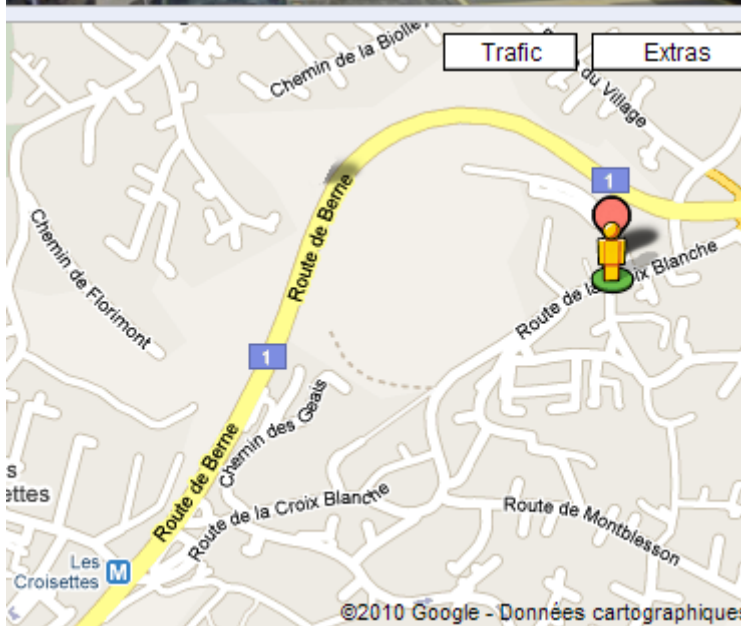 Trafic
Extras
Chemin de la Biolley
du Village
1
Route de Berne
Chemin de Florimont
Route de la Croix Blanche
1
Chemin des Geais
Route de Berne
ettes
Route de la Croix Blanche
Route de Montblesson
Les
Croisettes
M
©2010 Google - Données cartographiques